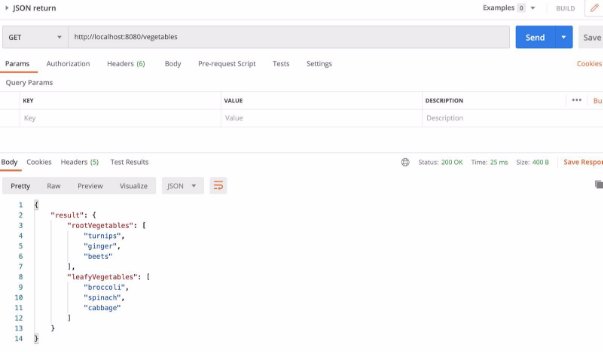 JSON return Examples 0 BUILD
GET http://localhost:8080/vegetables Send Save
Params Authorization Headers (6) Body Pre-request Script Tests Settings Cookies
Query Params
KEY VALUE DESCRIPTION ••• Bu
Key Value Description
Body Cookies Headers (5) Test Results Status: 200 OK Time: 25 ms Size: 400 B Save Respon
Pretty Raw Preview Visualize JSON
1 {
2 "result": {
3 "rootVegetables": [
4 "turnips",
5 "ginger",
6 "beets"
7 ],
8 "leafyVegetables": [
9 "broccoli",
10 "spinach",
11 "cabbage"
12 ]
13 }
14 }